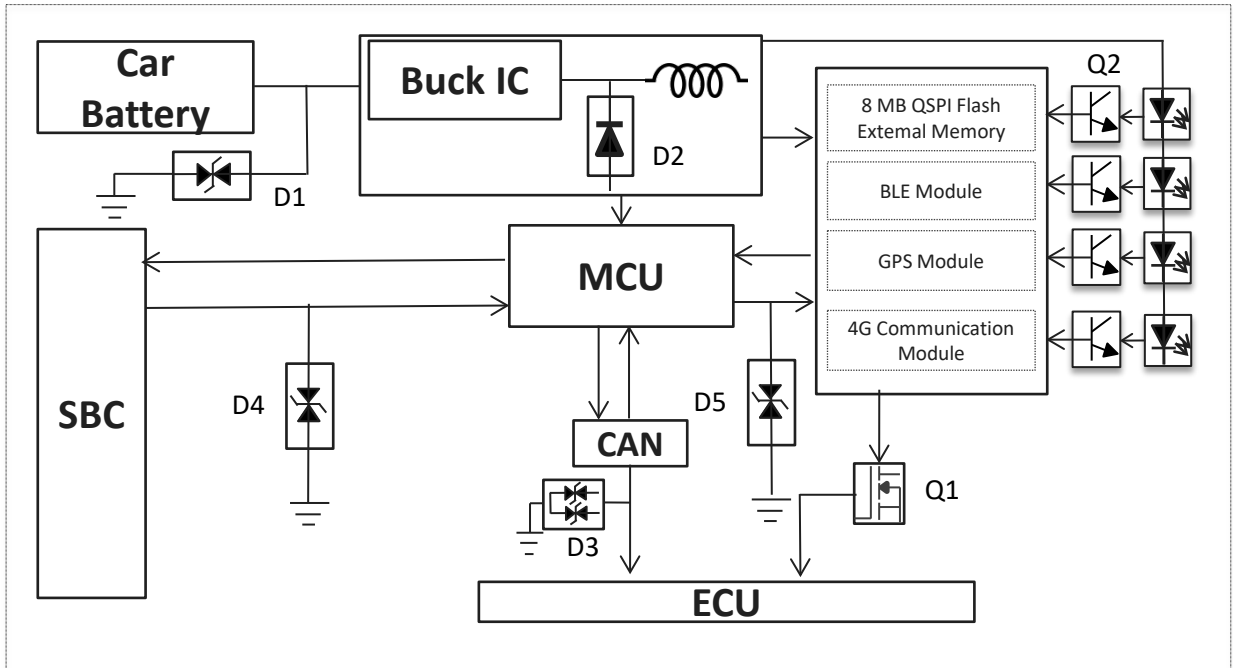 Car
Battery
Buck IC
Q2
8 MB QSPI Flash
External Memory
D2
D1
BLE Module
MCU
GPS Module
4G Communication
Module
SBC
D4
D5
CAN
Q1
D3
ECU